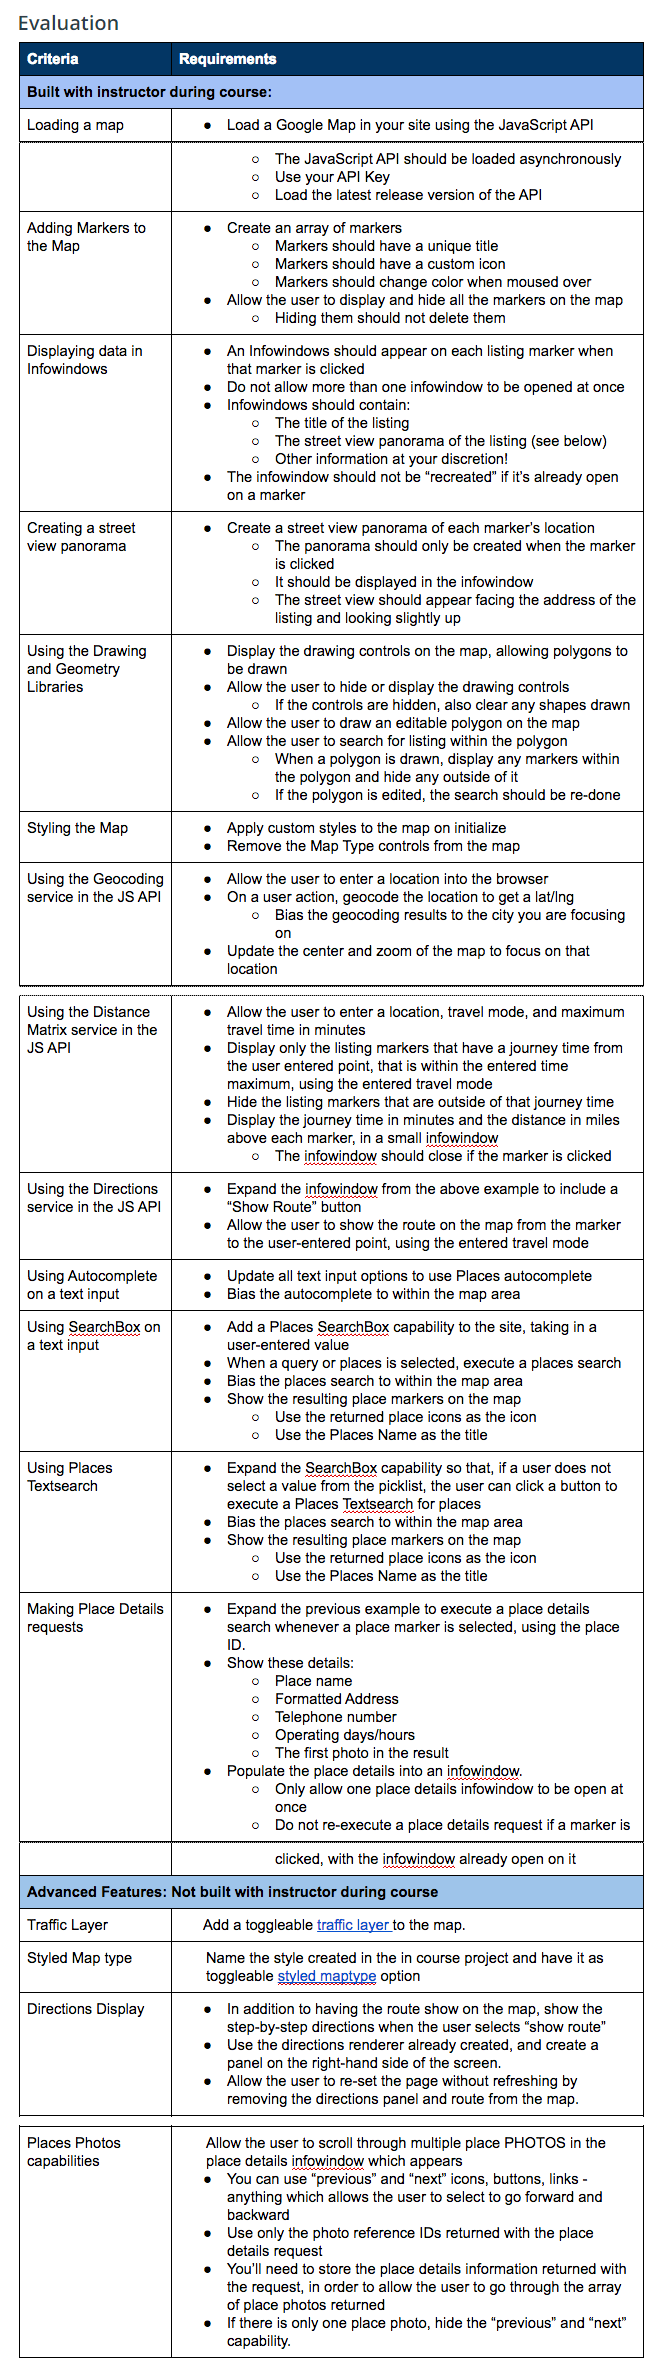 Evaluation
Criteria
Requirements
Built with instructor during course:
Loading a map
● Load a Google Map in your site using the JavaScript API
○ The JavaScript API should be loaded asynchronously
○ Use your API Key
○ Load the latest release version of the API
Adding Markers to
the Map
● Create an array of markers
○ Markers should have a unique title
○ Markers should have a custom icon
○ Markers should change color when moused over
● Allow the user to display and hide all the markers on the map
○ Hiding them should not delete them
Displaying data in
Infowindows
● An Infowindows should appear on each listing marker when
that marker is clicked
● Do not allow more than one infowindow to be opened at once
● Infowindows should contain:
○ The title of the listing
○ The street view panorama of the listing (see below)
○ Other information at your discretion!
● The infowindow should not be “recreated” if it’s already open
on a marker
Creating a street
view panorama
● Create a street view panorama of each marker’s location
○ The panorama should only be created when the marker
is clicked
○ It should be displayed in the infowindow
○ The street view should appear facing the address of the
listing and looking slightly up
Using the Drawing
and Geometry
Libraries
● Display the drawing controls on the map, allowing polygons to
be drawn
● Allow the user to hide or display the drawing controls
○ If the controls are hidden, also clear any shapes drawn
● Allow the user to draw an editable polygon on the map
● Allow the user to search for listing within the polygon
○ When a polygon is drawn, display any markers within
the polygon and hide any outside of it
○ If the polygon is edited, the search should be re-done
Styling the Map
● Apply custom styles to the map on initialize
● Remove the Map Type controls from the map
Using the Geocoding
service in the JS API
● Allow the user to enter a location into the browser
● On a user action, geocode the location to get a lat/lng
○ Bias the geocoding results to the city you are focusing
on
● Update the center and zoom of the map to focus on that
location
Using the Distance
Matrix service in the
JS API
● Allow the user to enter a location, travel mode, and maximum
travel time in minutes
● Display only the listing markers that have a journey time from
the user entered point, that is within the entered time
maximum, using the entered travel mode
● Hide the listing markers that are outside of that journey time
● Display the journey time in minutes and the distance in miles
above each marker, in a small infowindow
○ The infowindow should close if the marker is clicked
Using the Directions
service in the JS API
● Expand the infowindow from the above example to include a
“Show Route” button
● Allow the user to show the route on the map from the marker
to the user-entered point, using the entered travel mode
Using Autocomplete
on a text input
● Update all text input options to use Places autocomplete
● Bias the autocomplete to within the map area
Using SearchBox on
a text input
● Add a Places SearchBox capability to the site, taking in a
user-entered value
● When a query or places is selected, execute a places search
● Bias the places search to within the map area
● Show the resulting place markers on the map
○ Use the returned place icons as the icon
○ Use the Places Name as the title
Using Places
Textsearch
● Expand the SearchBox capability so that, if a user does not
select a value from the picklist, the user can click a button to
execute a Places Textsearch for places
● Bias the places search to within the map area
● Show the resulting place markers on the map
○ Use the returned place icons as the icon
○ Use the Places Name as the title
Making Place Details
requests
● Expand the previous example to execute a place details
search whenever a place marker is selected, using the place
ID.
● Show these details:
○ Place name
○ Formatted Address
○ Telephone number
○ Operating days/hours
○ The first photo in the result
● Populate the place details into an infowindow.
○ Only allow one place details infowindow to be open at
once
○ Do not re-execute a place details request if a marker is
clicked, with the infowindow already open on it
Advanced Features: Not built with instructor during course
Traffic Layer
Add a toggleable traffic layer to the map.
Styled Map type
Name the style created in the in course project and have it as
toggleable styled maptype option
Directions Display
● In addition to having the route show on the map, show the
step-by-step directions when the user selects “show route”
● Use the directions renderer already created, and create a
panel on the right-hand side of the screen.
● Allow the user to re-set the page without refreshing by
removing the directions panel and route from the map.
Places Photos
capabilities
Allow the user to scroll through multiple place PHOTOS in the
place details infowindow which appears
● You can use “previous” and “next” icons, buttons, links -
anything which allows the user to select to go forward and
backward
● Use only the photo reference IDs returned with the place
details request
● You’ll need to store the place details information returned with
the request, in order to allow the user to go through the array
of place photos returned
● If there is only one place photo, hide the “previous” and “next”
capability.